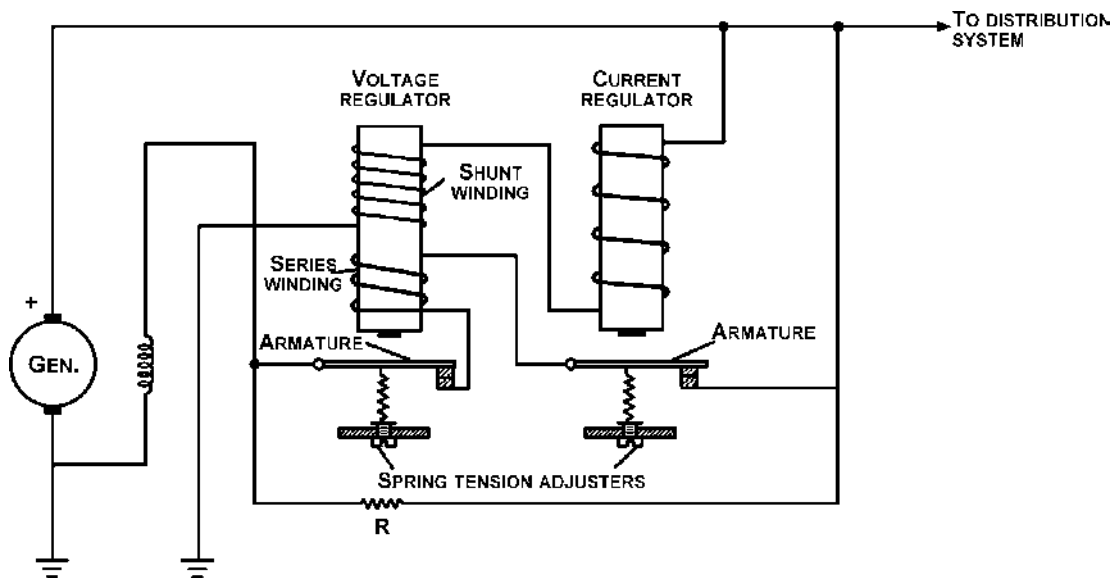 TO DISTRIBUTION
SYSTEM
VOLTAGE
REGULATOR
CURRENT
REGULATOR
SHUNT
WINDING
SERIES
WINDING
+
GEN.
ARMATURE
ARMATURE
SPRING TENSION ADJUSTERS
R